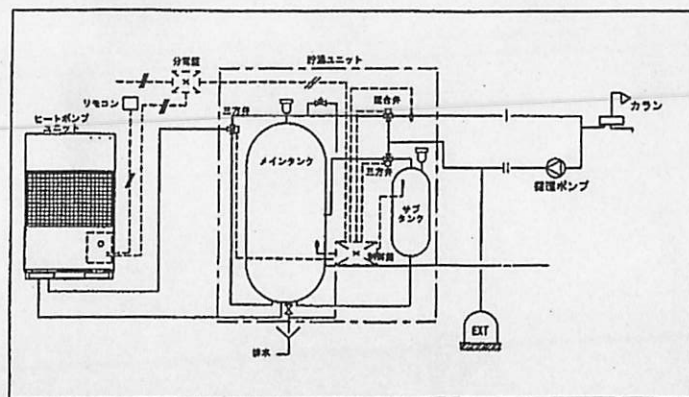 分電盤
貯湯ユニット
リモコン
三方弁
混合弁
カラン
ヒートポンプ
ユニット
メインタンク
三方弁
循環ポンプ
サブ
タンク
制御盤
EXT
排水